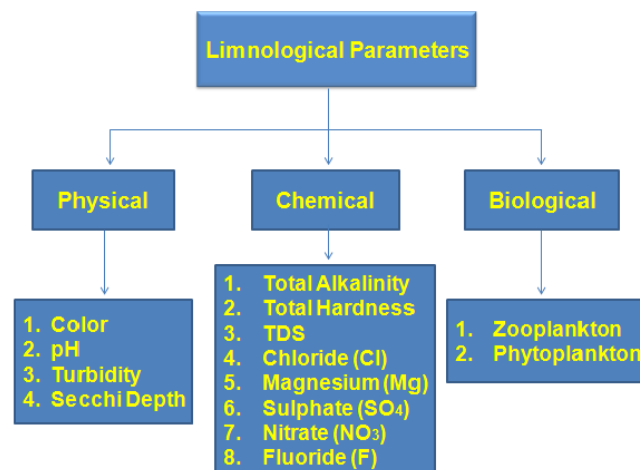 Limnological Parameters
Physical
Chemical
Biological
1. Color
2. pH
3. Turbidity
4. Secchi Depth
1. Total Alkalinity
2. Total Hardness
3. TDS
4. Chloride (Cl)
5. Magnesium (Mg)
6. Sulphate (SO₄)
7. Nitrate (NO₃)
8. Fluoride (F)
1. Zooplankton
2. Phytoplankton